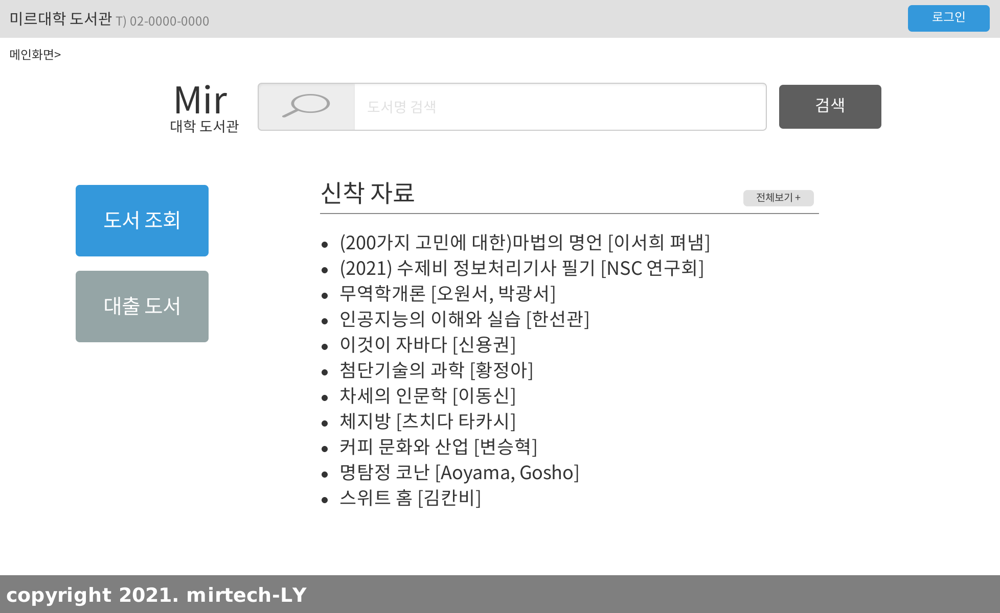 미르대학 도서관 T) 02-0000-0000
로그인
메인화면>
Mir
대학 도서관
도서명 검색
검색
도서 조회
대출 도서
신착 자료
전체보기 +
(200가지 고민에 대한)마법의 명언 [이서희 펴냄]
(2021) 수제비 정보처리기사 필기 [NSC 연구회]
무역학개론 [오원서, 박광서]
인공지능의 이해와 실습 [한선관]
이것이 자바다 [신용권]
첨단기술의 과학 [황정아]
차세의 인문학 [이동신]
체지방 [츠치다 타카시]
커피 문화와 산업 [변승혁]
명탐정 코난 [Aoyama, Gosho]
스위트 홈 [김칸비]
copyright 2021. mirtech-LY